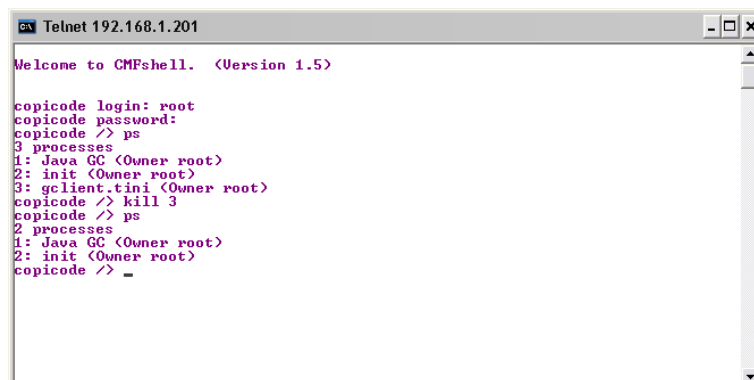 Telnet 192.168.1.201
Welcome to CMFshell. (Version 1.5)
copicode login: root
copicode password:
copicode /> ps
3 processes
1: Java GC (Owner root)
2: init (Owner root)
3: gclient.tini (Owner root)
copicode /> kill 3
copicode /> ps
2 processes
1: Java GC (Owner root)
2: init (Owner root)
copicode /> _